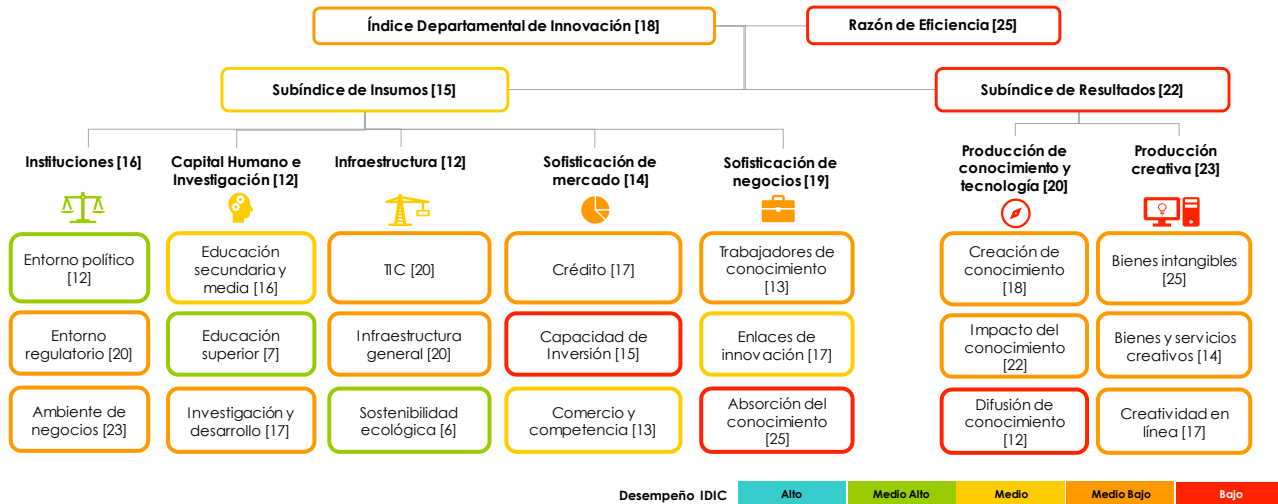 Índice Departamental de Innovación [18]
Razón de Eficiencia [25]
Subíndice de Insumos [15]
Subíndice de Resultados [22]
Instituciones [16]
Capital Humano e
Investigación [12]
Infraestructura [12]
Sofisticación de
mercado [14]
Sofisticación de
negocios [19]
Producción de
conocimiento y
tecnología [20]
Producción
creativa [23]
Entorno político
[12]
Educación
secundaria y
media [16]
TIC [20]
Crédito [17]
Trabajadores de
conocimiento
[13]
Creación de
conocimiento
[18]
Bienes intangibles
[25]
Entorno
regulatorio [20]
Educación
superior [7]
Infraestructura
general [20]
Capacidad de
Inversión [15]
Enlaces de
innovación [17]
Impacto del
conocimiento
[22]
Bienes y servicios
creativos [14]
Ambiente de
negocios [23]
Investigación y
desarrollo [17]
Sostenibilidad
ecológica [6]
Comercio y
competencia [13]
Absorción del
conocimiento
[25]
Difusión de
conocimiento
[12]
Creatividad en
línea [17]
Desempeño IDIC
Alto
Medio Alto
Medio
Medio Bajo
Bajo